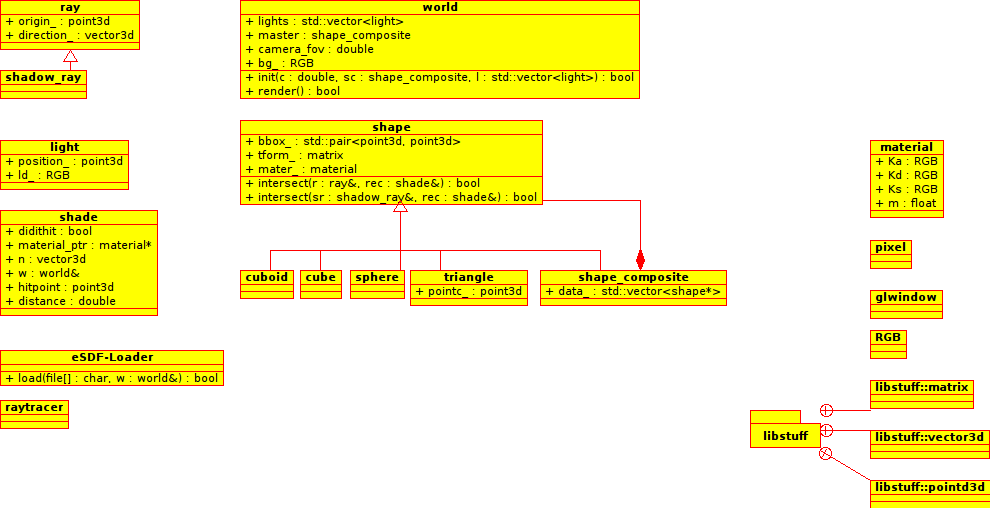 ray
+ origin_ : point3d
+ direction_ : vector3d
shadow_ray
world
+ lights : std::vector<light>
+ master : shape_composite
+ camera_fov : double
+ bg_ : RGB
+ init(c : double, sc : shape_composite, l : std::vector<light>) : bool
+ render() : bool
light
+ position_ : point3d
+ ld_ : RGB
shape
+ bbox_ : std::pair<point3d, point3d>
+ tform_ : matrix
+ mater_ : material
+ intersect(r : ray&, rec : shade&) : bool
+ intersect(sr : shadow_ray&, rec : shade&) : bool
material
+ Ka : RGB
+ Kd : RGB
+ Ks : RGB
+ m : float
shade
+ didithit : bool
+ material_ptr : material*
+ n : vector3d
+ w : world&
+ hitpoint : point3d
+ distance : double
cuboid
cube
sphere
triangle
+ pointc_ : point3d
shape_composite
+ data_ : std::vector<shape*>
pixel
glwindow
RGB
eSDF-Loader
+ load(file[] : char, w : world&) : bool
raytracer
libstuff
libstuff::matrix
libstuff::vector3d
libstuff::pointd3d